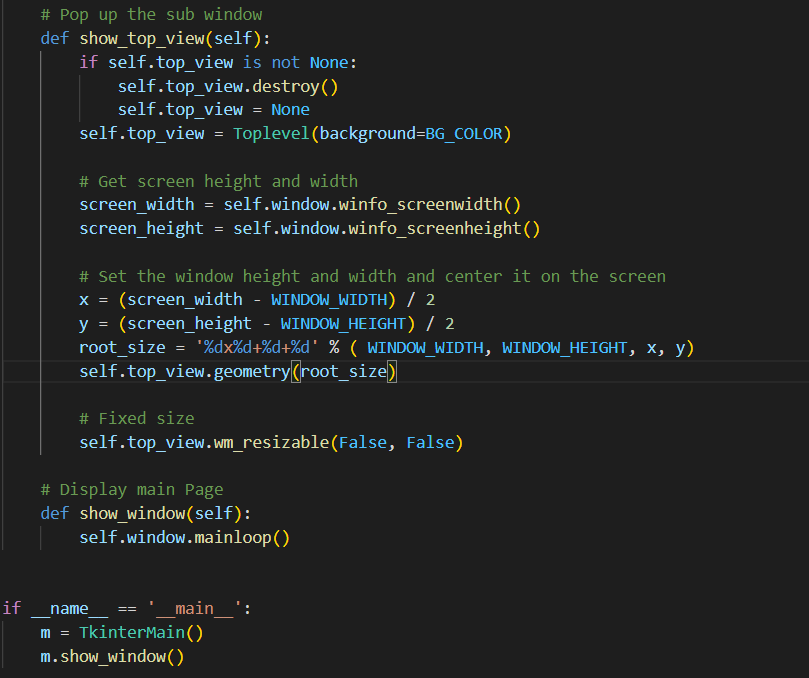 # Pop up the sub window
def show_top_view(self):
if self.top_view is not None:
self.top_view.destroy()
self.top_view = None
self.top_view = Toplevel(background=BG_COLOR)
# Get screen height and width
screen_width = self.window.winfo_screenwidth()
screen_height = self.window.winfo_screenheight()
# Set the window height and width and center it on the screen
x = (screen_width - WINDOW_WIDTH) / 2
y = (screen_height - WINDOW_HEIGHT) / 2
root_size = '%dx%d+%d+%d' % ( WINDOW_WIDTH, WINDOW_HEIGHT, x, y)
self.top_view.geometry(root_size)
# Fixed size
self.top_view.wm_resizable(False, False)
# Display main Page
def show_window(self):
self.window.mainloop()
if __name__ == '__main__':
m = TkinterMain()
m.show_window()